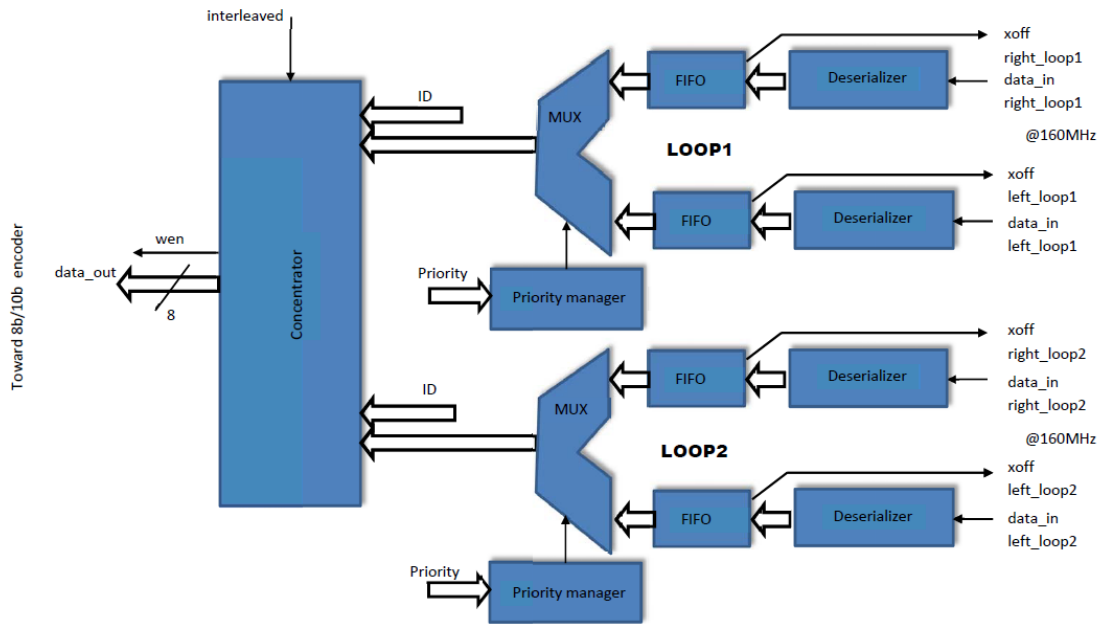 interleaved
xoff
right_loop1
data_in
right_loop1
@160MHz
Deserializer
FIFO
MUX
ID
LOOP1
xoff
left_loop1
data_in
left_loop1
Deserializer
FIFO
Priority
Priority manager
Toward 8b/10b encoder
wen
data_out
8
Concentrator
xoff
right_loop2
data_in
right_loop2
@160MHz
Deserializer
FIFO
MUX
ID
LOOP2
xoff
left_loop2
data_in
left_loop2
Deserializer
FIFO
Priority
Priority manager